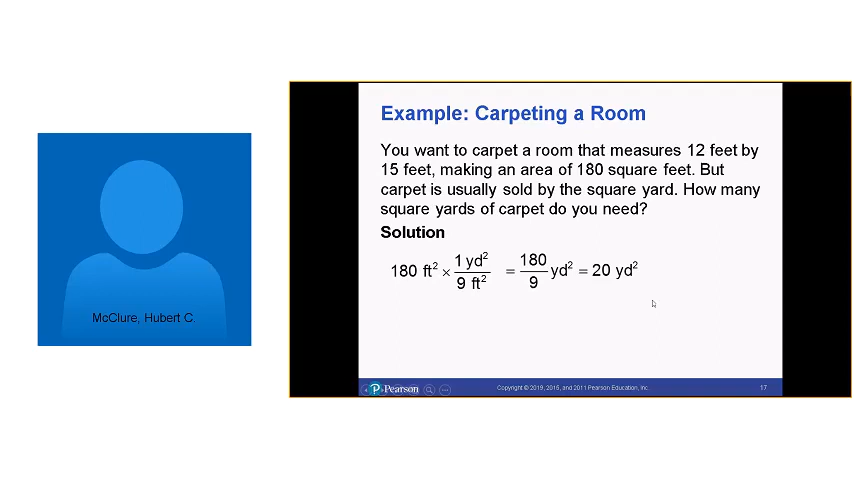 McClure, Hubert C.
Example: Carpeting a Room
You want to carpet a room that measures 12 feet by
15 feet, making an area of 180 square feet. But
carpet is usually sold by the square yard. How many
square yards of carpet do you need?
Solution
180 ft² × 1 yd² / 9 ft² = 180 / 9 yd² = 20 yd²
P Pearson
Copyright © 2019, 2015, and 2011 Pearson Education, Inc.
17